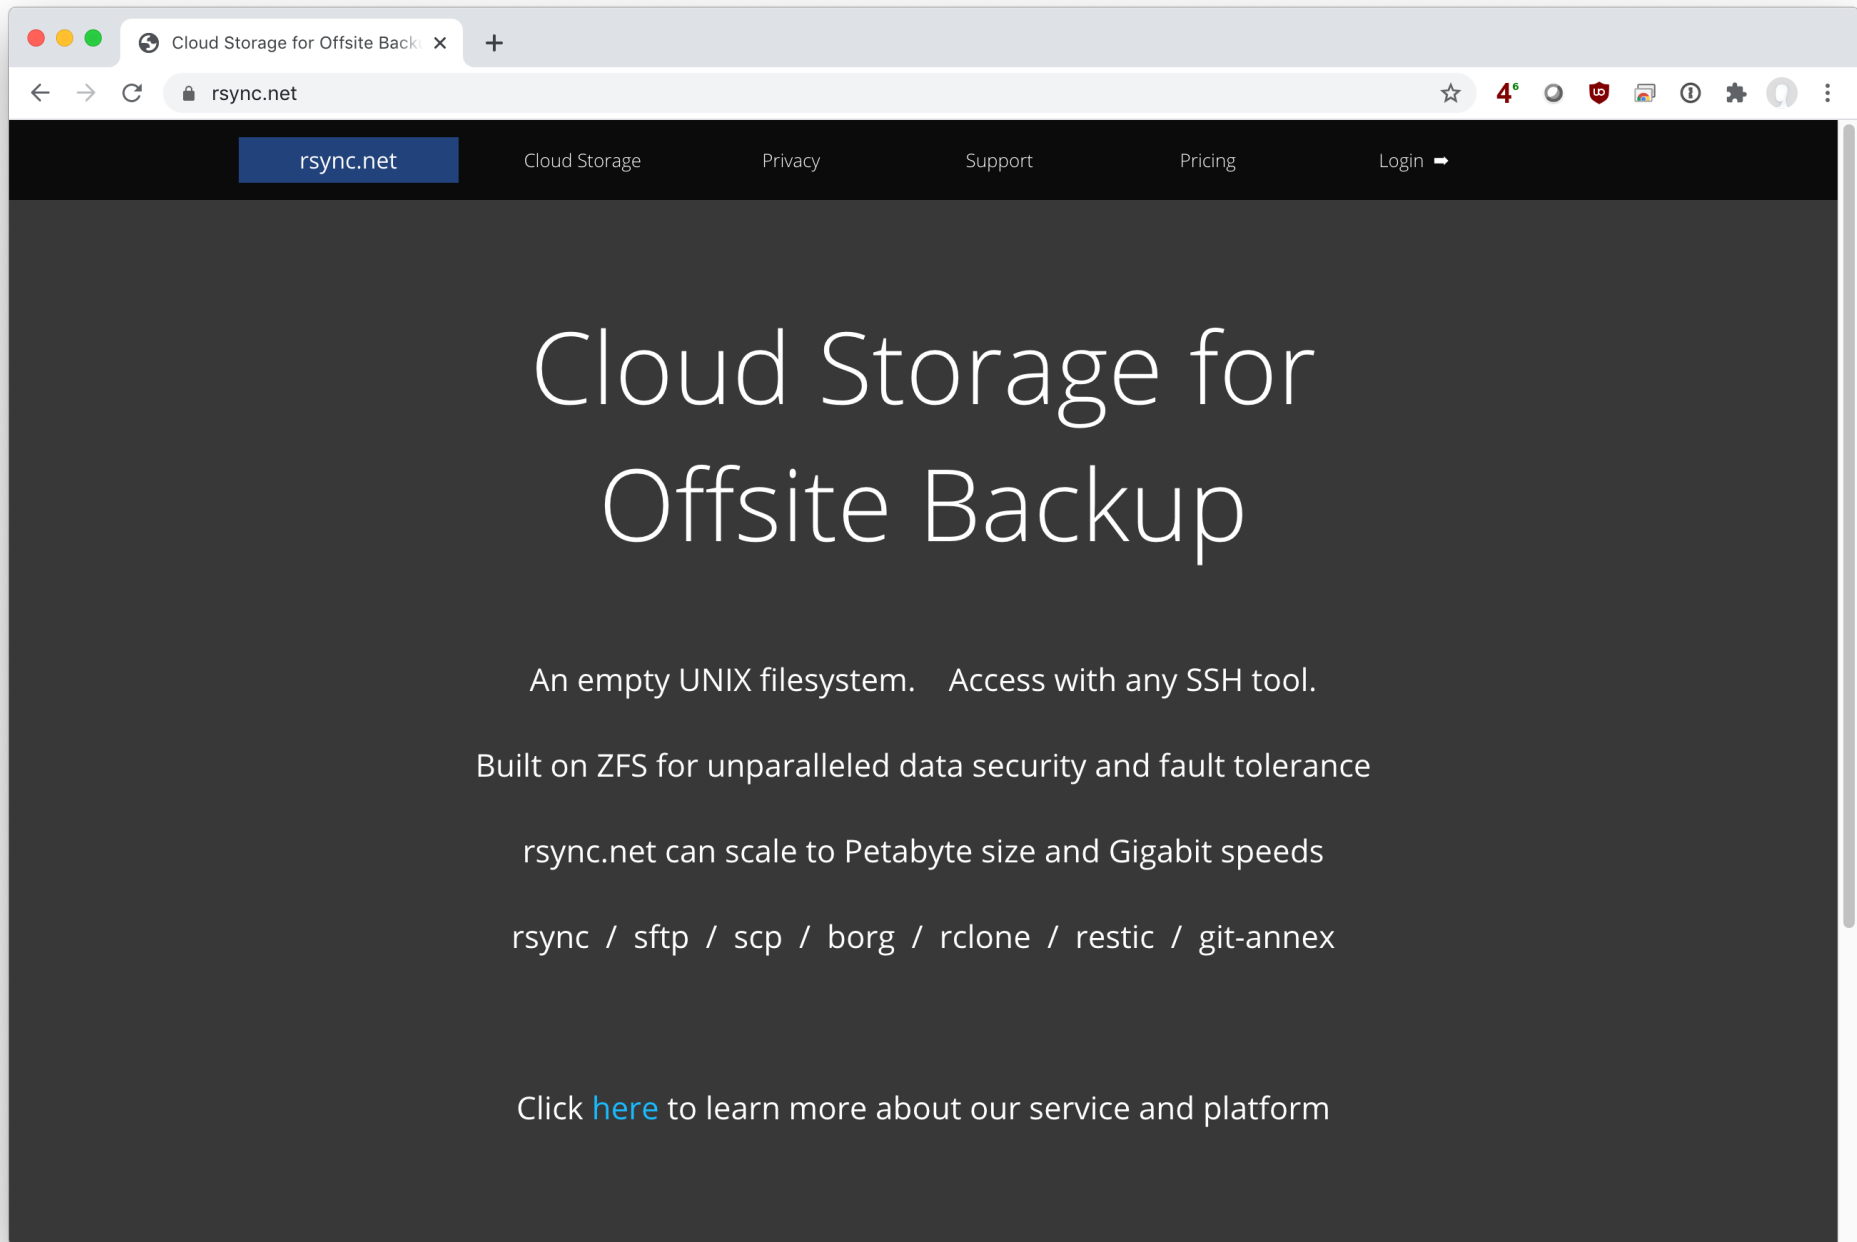 Cloud Storage for Offsite Back
rsync.net
4 6
rsync.net Cloud Storage Privacy Support Pricing Login ➡
Cloud Storage for
Offsite Backup
An empty UNIX filesystem. Access with any SSH tool.
Built on ZFS for unparalleled data security and fault tolerance
rsync.net can scale to Petabyte size and Gigabit speeds
rsync / sftp / scp / borg / rclone / restic / git-annex
Click here to learn more about our service and platform